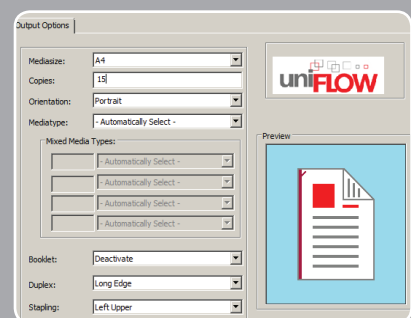 Output Options
Mediasize: A4
Copies: 15
Orientation: Portrait
Mediatype: - Automatically Select -
Mixed Media Types:
- Automatically Select -
- Automatically Select -
- Automatically Select -
- Automatically Select -
Booklet: Deactivate
Duplex: Long Edge
Stapling: Left Upper
uniFLOW
Preview